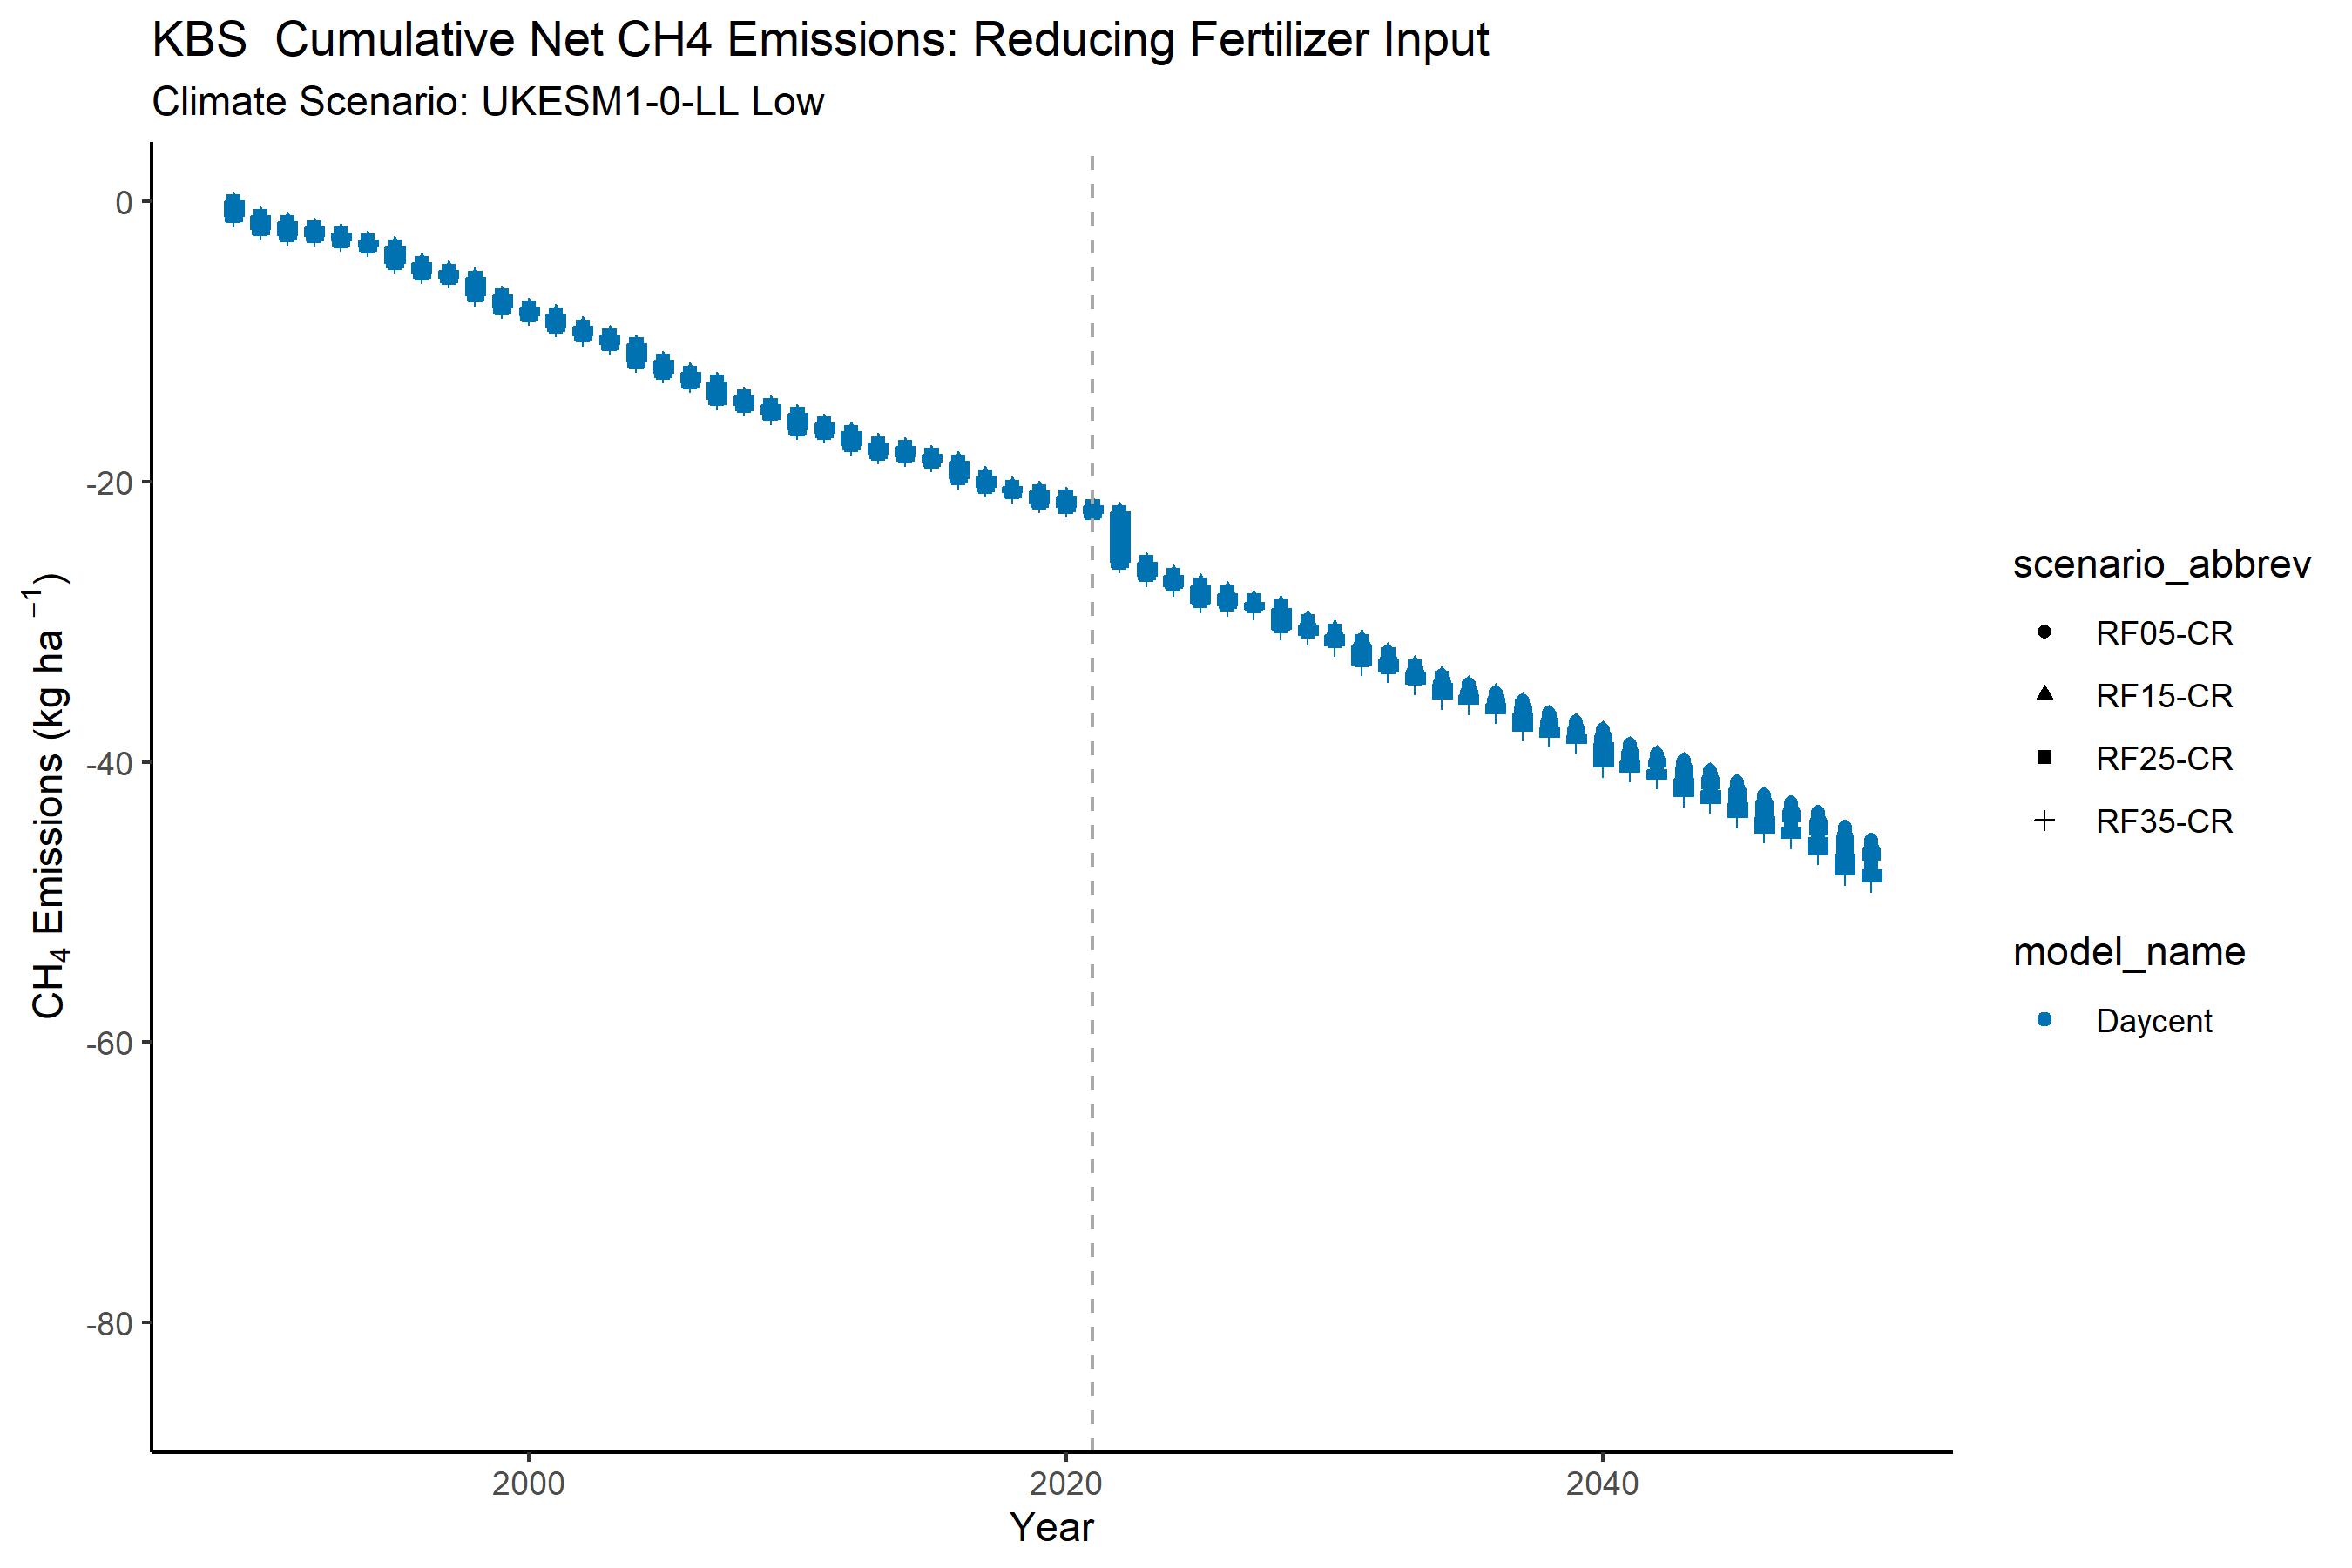 KBS  Cumulative Net CH4 Emissions: Reducing Fertilizer Input
Climate Scenario: UKESM1-0-LL Low
CH₄ Emissions (kg ha ⁻¹)
0
-20
-40
-60
-80
2000
2020
2040
Year
scenario_abbrev
RF05-CR
RF15-CR
RF25-CR
RF35-CR
model_name
Daycent